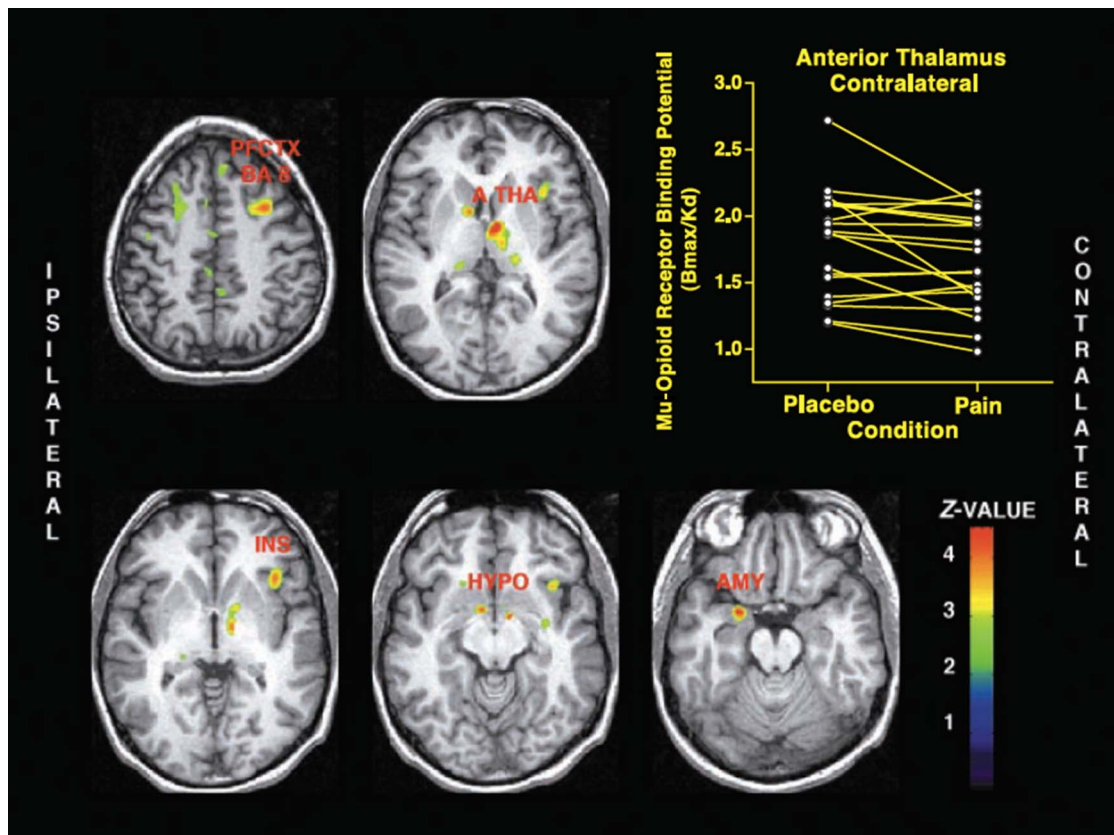 PFCTX
BA 8
A THA
Anterior Thalamus
Contralateral
Mu-Opioid Receptor Binding Potential
(Bmax/Kd)
3.0
2.5
2.0
1.5
1.0
Placebo
Pain
Condition
IPSILATERAL
CONTRALATERAL
INS
HYPO
AMY
Z-VALUE
4
3
2
1